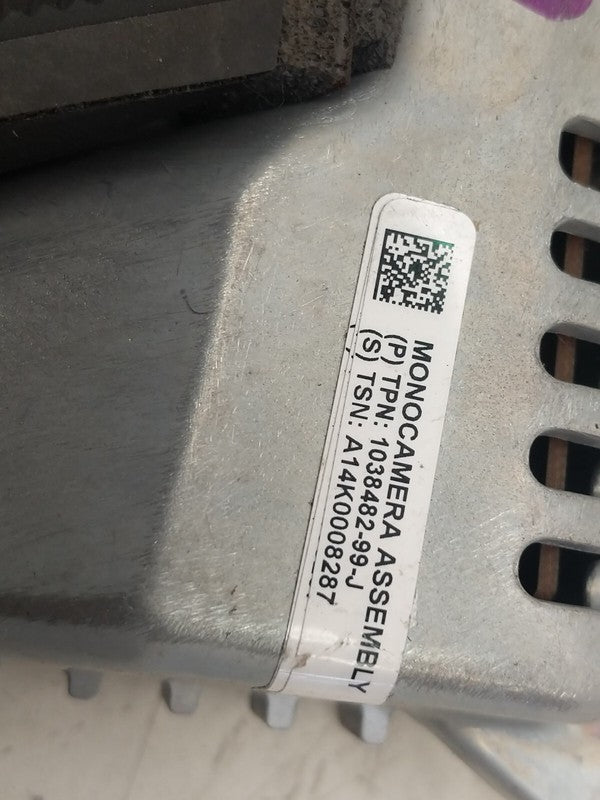 MONOCAMERA ASSEMBLY
(P) TPN: 1038482-99-J
(S) TSN: A14K0008287